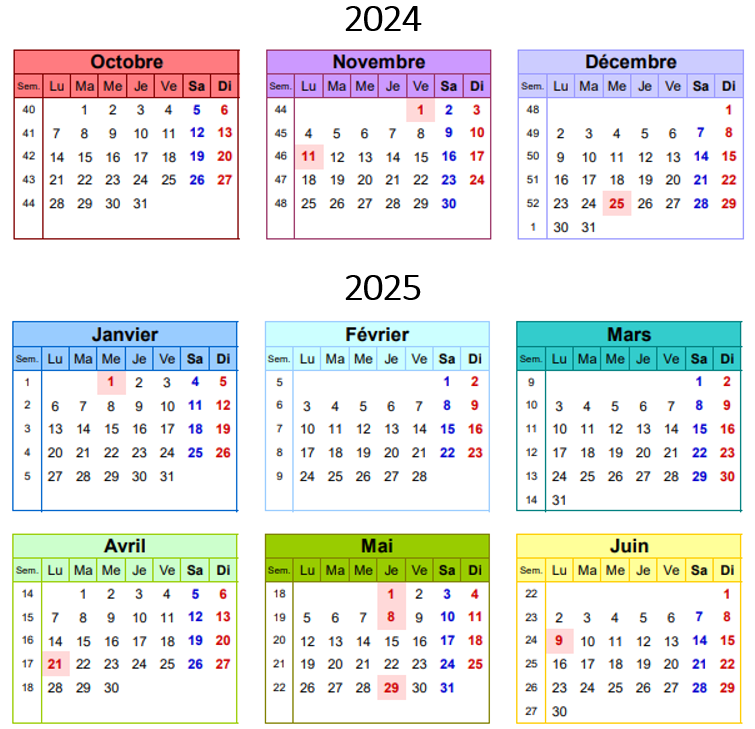 2024
Octobre Novembre Décembre
Sem. Lu Ma Me Je Ve Sa Di Sem. Lu Ma Me Je Ve Sa Di Sem. Lu Ma Me Je Ve Sa Di
40 1 2 3 4 5 6 44 1 2 3 48 1
41 7 8 9 10 11 12 13 45 4 5 6 7 8 9 10 49 2 3 4 5 6 7 8
42 14 15 16 17 18 19 20 46 11 12 13 14 15 16 17 50 9 10 11 12 13 14 15
43 21 22 23 24 25 26 27 47 18 19 20 21 22 23 24 51 16 17 18 19 20 21 22
44 28 29 30 31 48 25 26 27 28 29 30 52 23 24 25 26 27 28 29
1 30 31
2025
Janvier Février Mars
Sem. Lu Ma Me Je Ve Sa Di Sem. Lu Ma Me Je Ve Sa Di Sem. Lu Ma Me Je Ve Sa Di
1 1 2 3 4 5 5 1 2 9 1 2
2 6 7 8 9 10 11 12 6 3 4 5 6 7 8 9 10 3 4 5 6 7 8 9
3 13 14 15 16 17 18 19 7 10 11 12 13 14 15 16 11 10 11 12 13 14 15 16
4 20 21 22 23 24 25 26 8 17 18 19 20 21 22 23 12 17 18 19 20 21 22 23
5 27 28 29 30 31 9 24 25 26 27 28 13 24 25 26 27 28 29 30
14 31
Avril Mai Juin
Sem. Lu Ma Me Je Ve Sa Di Sem. Lu Ma Me Je Ve Sa Di Sem. Lu Ma Me Je Ve Sa Di
14 1 2 3 4 5 6 18 1 2 3 4 22 1
15 7 8 9 10 11 12 13 19 5 6 7 8 9 10 11 23 2 3 4 5 6 7 8
16 14 15 16 17 18 19 20 20 12 13 14 15 16 17 18 24 9 10 11 12 13 14 15
17 21 22 23 24 25 26 27 21 19 20 21 22 23 24 25 25 16 17 18 19 20 21 22
18 28 29 30 22 26 27 28 29 30 31 26 23 24 25 26 27 28 29
27 30